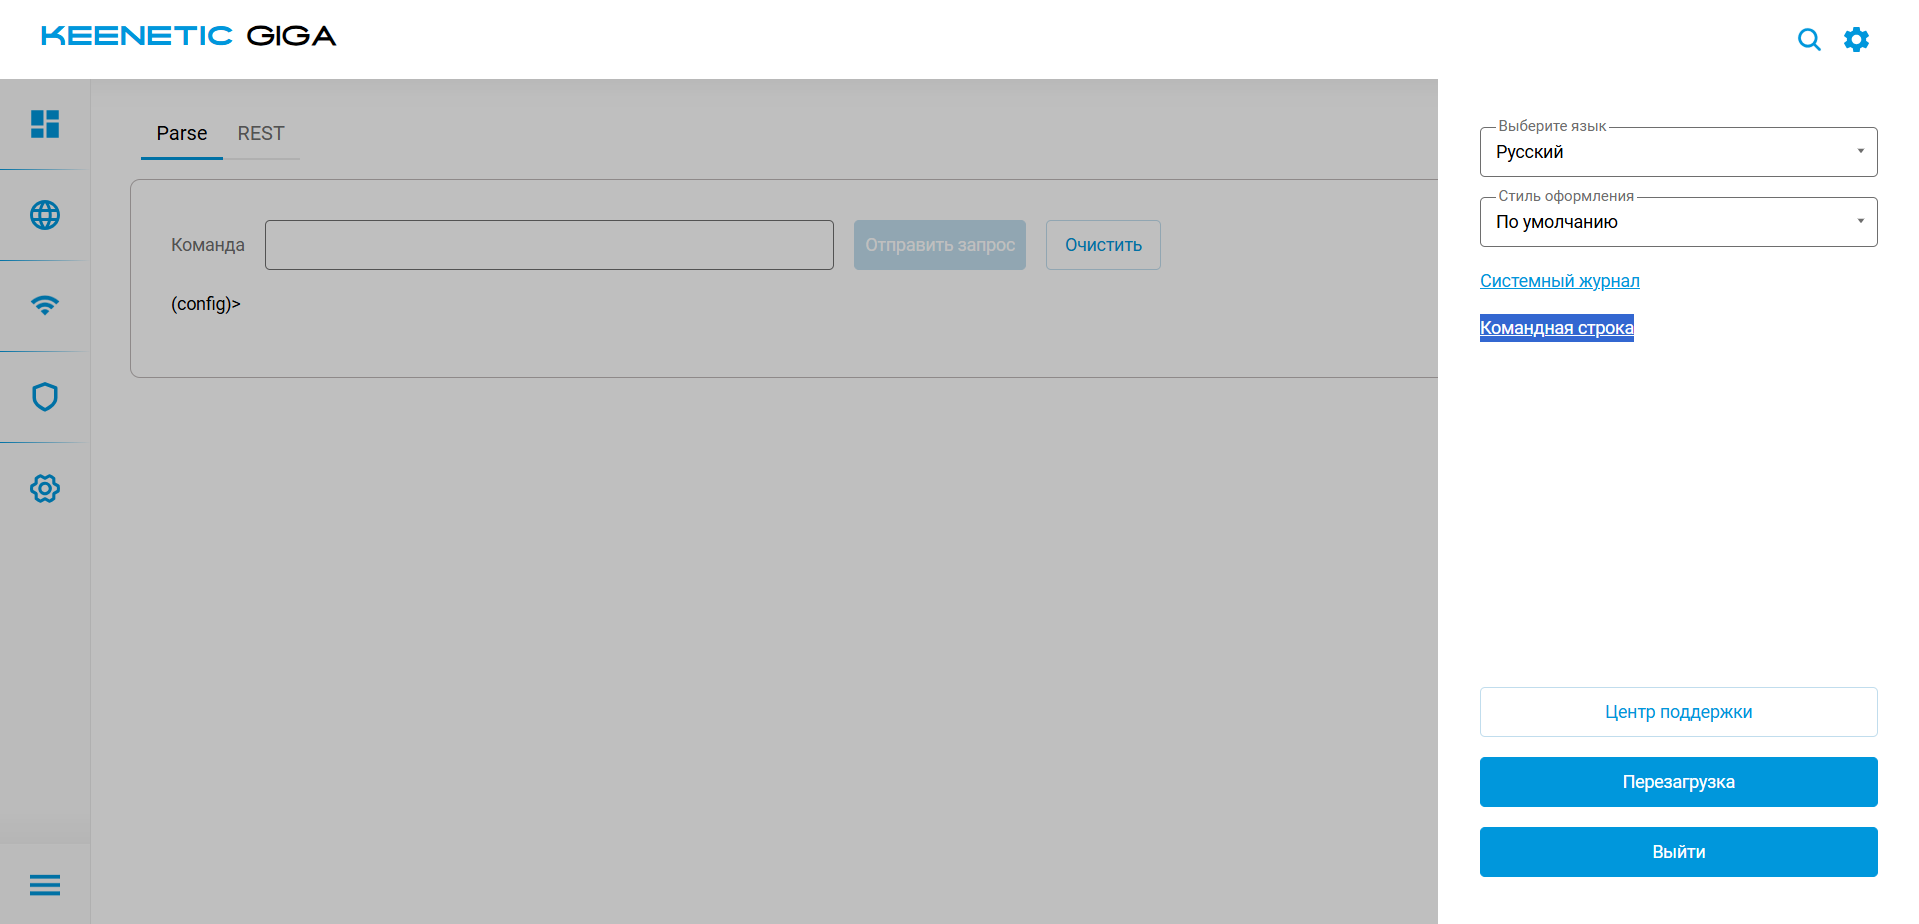 KEENETIC GIGA
Parse REST
Команда Отправить запрос Очистить
(config)>
Выберите язык
Русский
Стиль оформления
По умолчанию
Системный журнал
Командная строка
Центр поддержки
Перезагрузка
Выйти